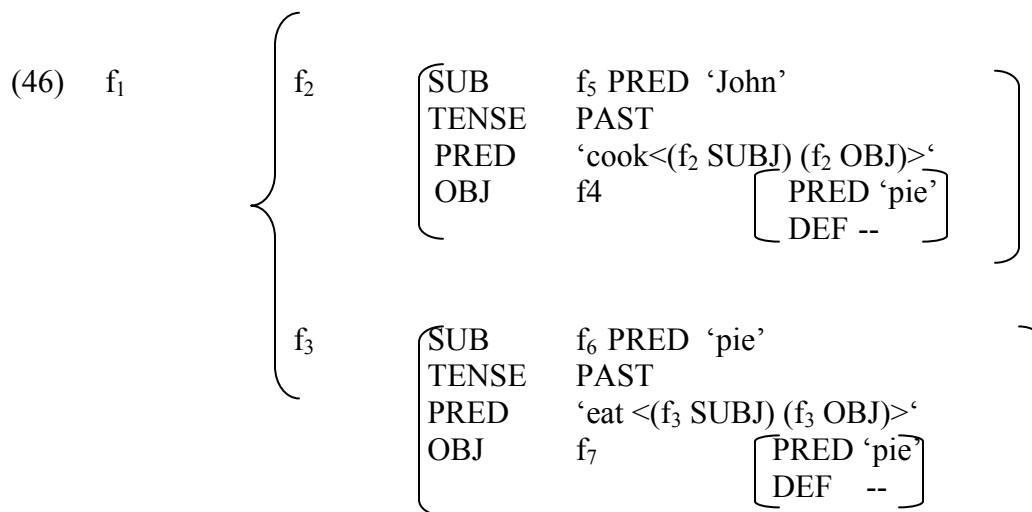 (46) f₁ f₂ SUB f₅ PRED ‘John’
TENSE PAST
PRED ‘cook<(f₂ SUBJ) (f₂ OBJ)>‘
OBJ f4 PRED ‘pie’
DEF --
f₃ SUB f₆ PRED ‘pie’
TENSE PAST
PRED ‘eat <(f₃ SUBJ) (f₃ OBJ)>‘
OBJ f₇ PRED ‘pie’
DEF --